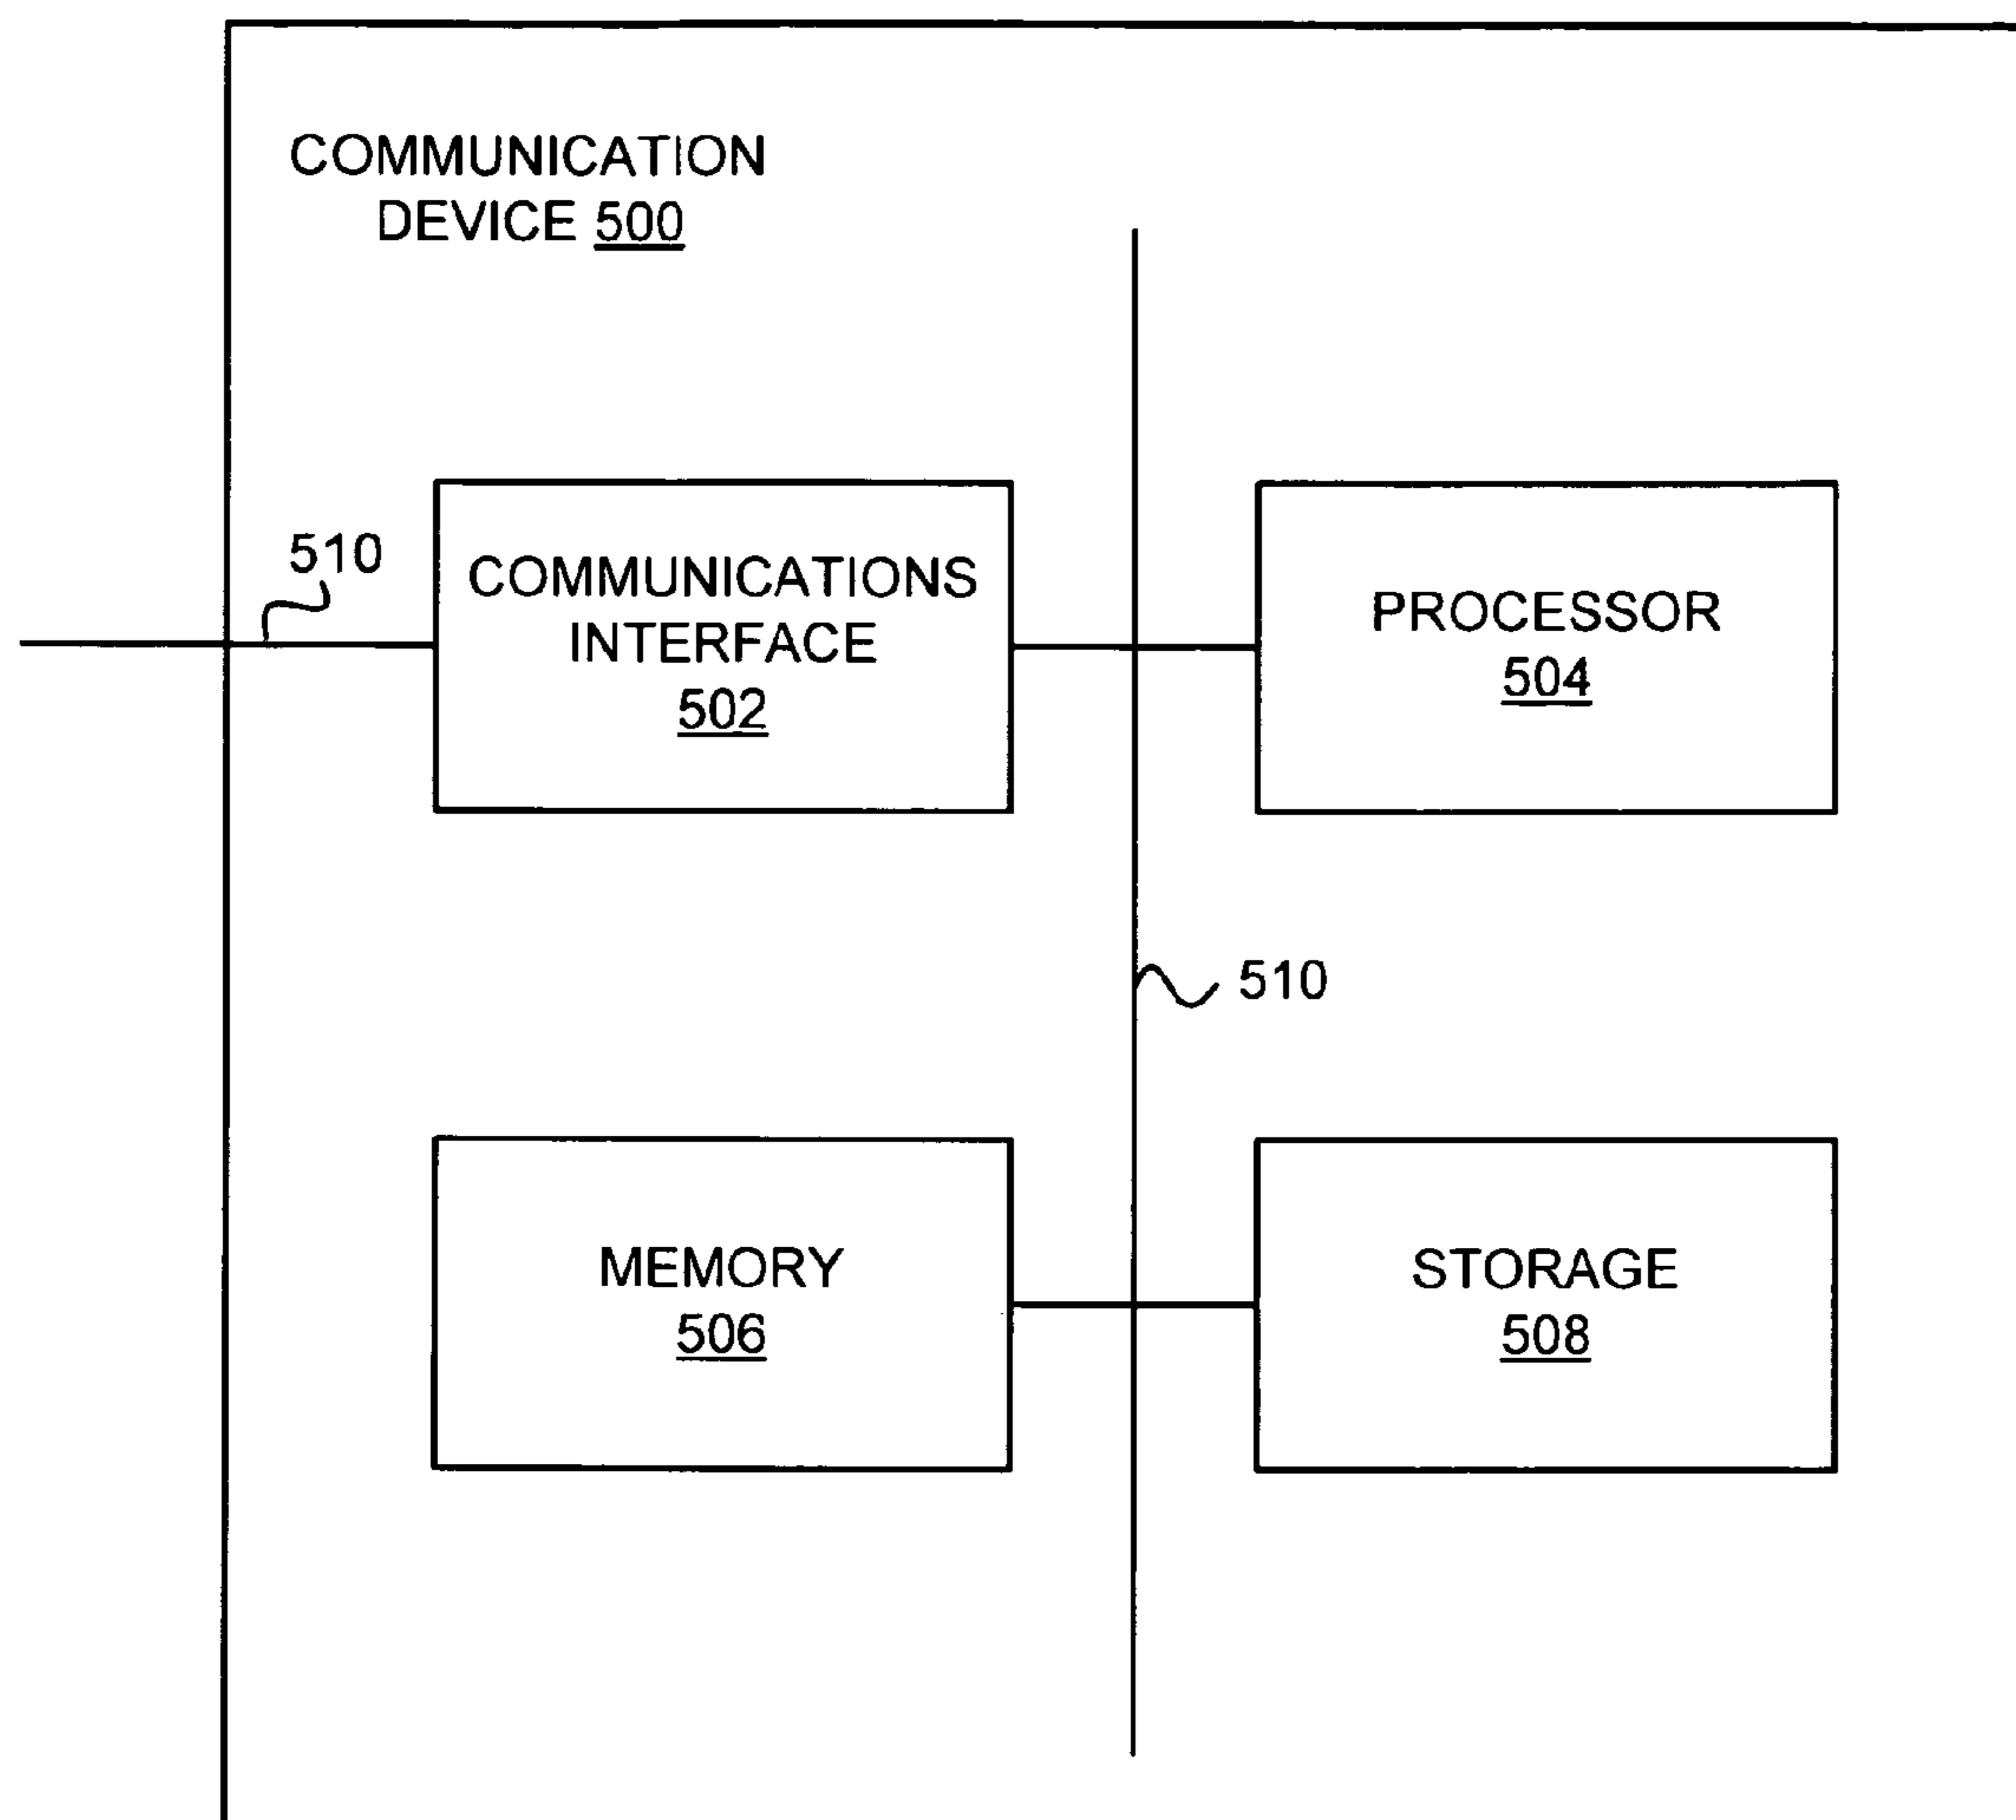 COMMUNICATION
DEVICE 500
510
COMMUNICATIONS
INTERFACE
502
PROCESSOR
504
510
MEMORY
506
STORAGE
508